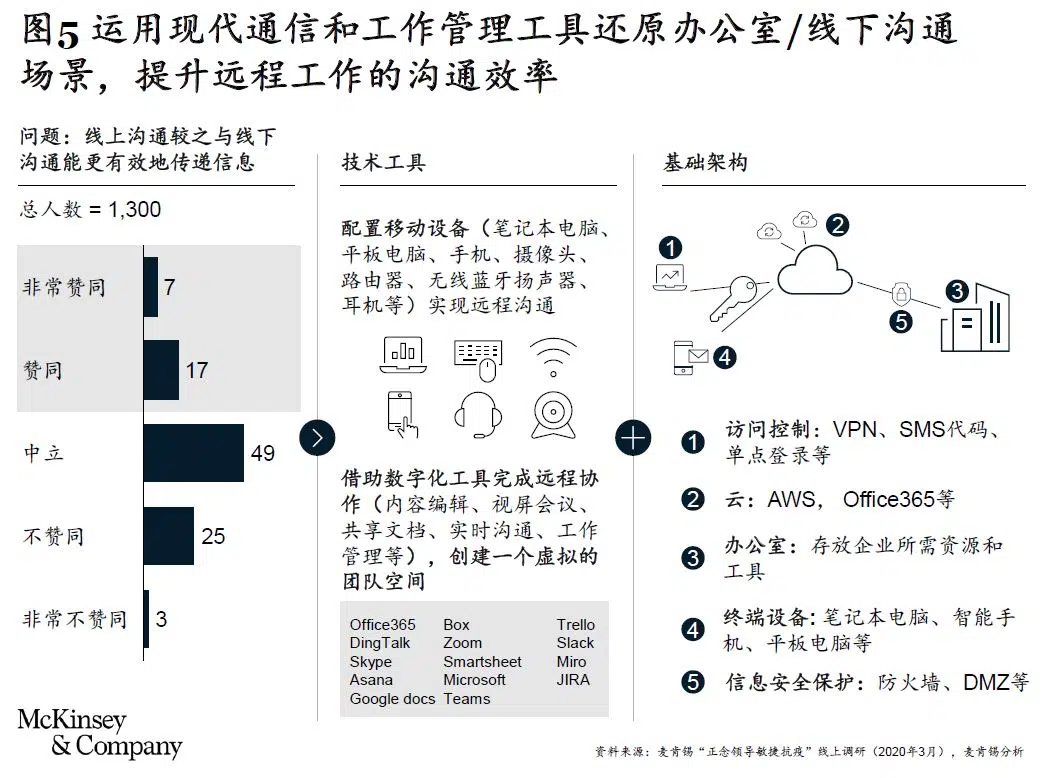 图5 运用现代通信和工作管理工具还原办公室/线下沟通
场景，提升远程工作的沟通效率
问题：线上沟通较之与线下
沟通能更有效地传递信息
总人数 = 1,300
非常赞同 7
赞同 17
中立 49
不赞同 25
非常不赞同 3
技术工具
配置移动设备（笔记本电脑、
平板电脑、手机、摄像头、
路由器、无线蓝牙扬声器、
耳机等）实现远程沟通
借助数字化工具完成远程协
作（内容编辑、视屏会议、
共享文档、实时沟通、工作
管理等），创建一个虚拟的
团队空间
Office365 Box Trello
DingTalk Zoom Slack
Skype Smartsheet Miro
Asana Microsoft JIRA
Google docs Teams
基础架构
1
2
3
4
5
1 访问控制：VPN、SMS代码、
单点登录等
2 云：AWS， Office365等
3 办公室：存放企业所需资源和
工具
4 终端设备：笔记本电脑、智能手
机、平板电脑等
5 信息安全保护：防火墙、DMZ等
McKinsey
& Company
资料来源：麦肯锡“正念领导敏捷抗疫”线上调研（2020年3月），麦肯锡分析